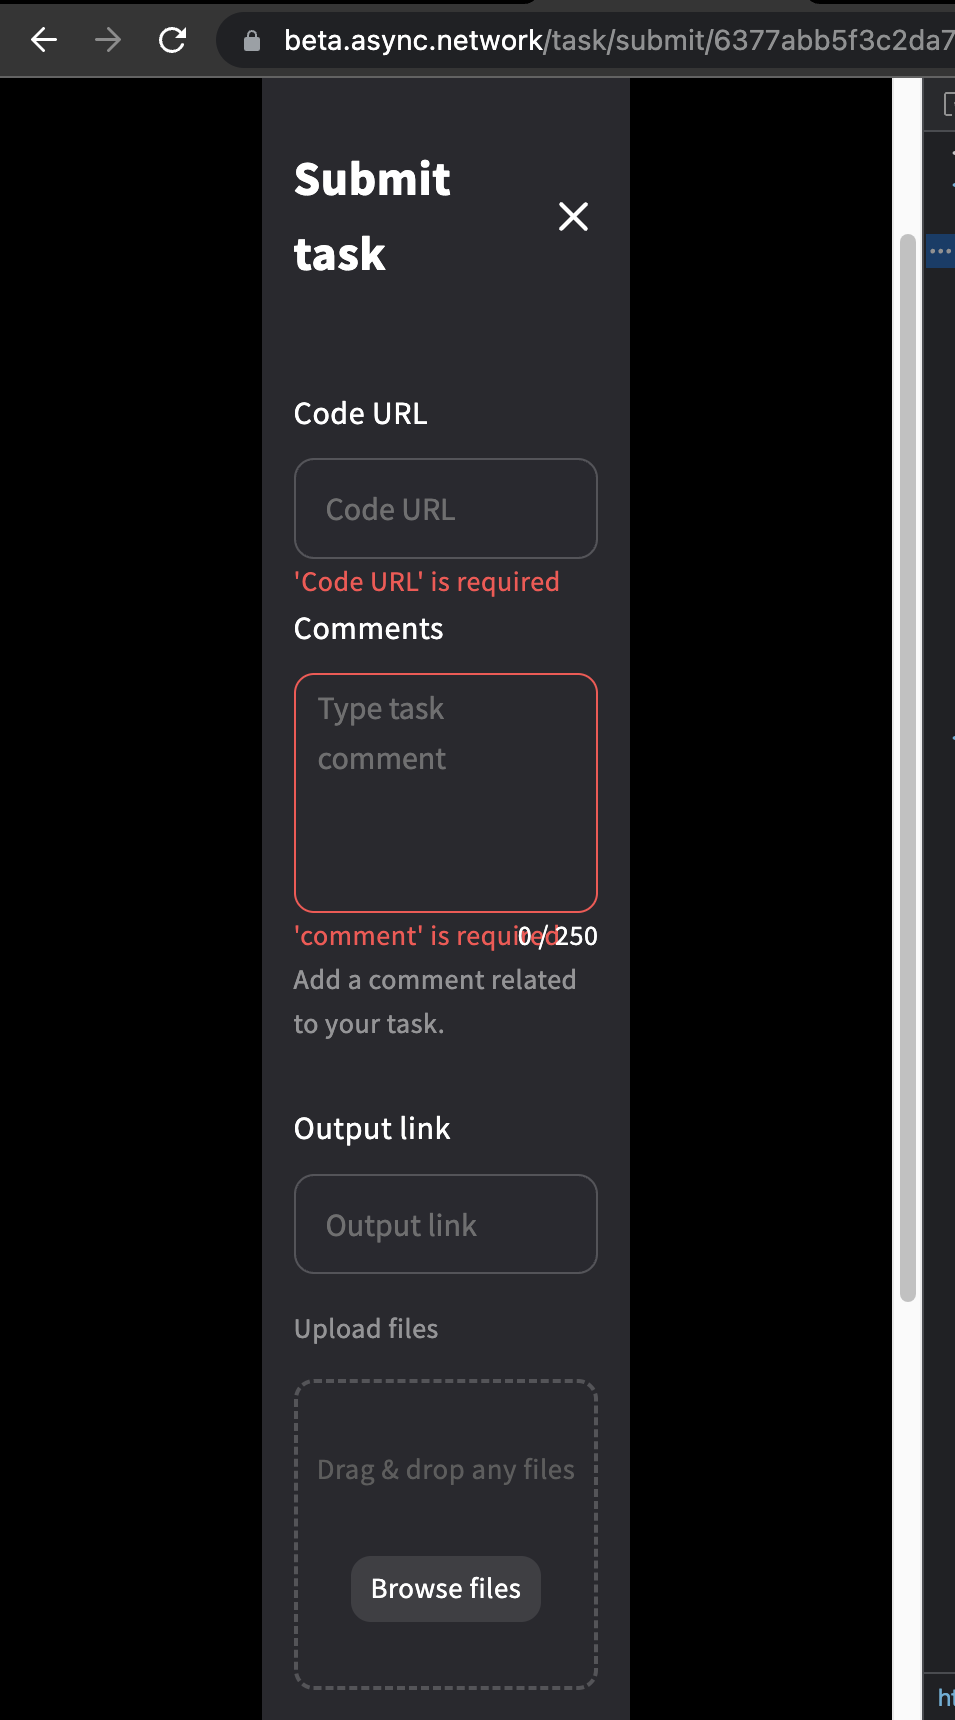 beta.async.network/task/submit/6377abb5f3c2da7
Submit
task
Code URL
Code URL
'Code URL' is required
Comments
Type task
comment
'comment' is required
0 / 250
Add a comment related
to your task.
Output link
Output link
Upload files
Drag & drop any files
Browse files